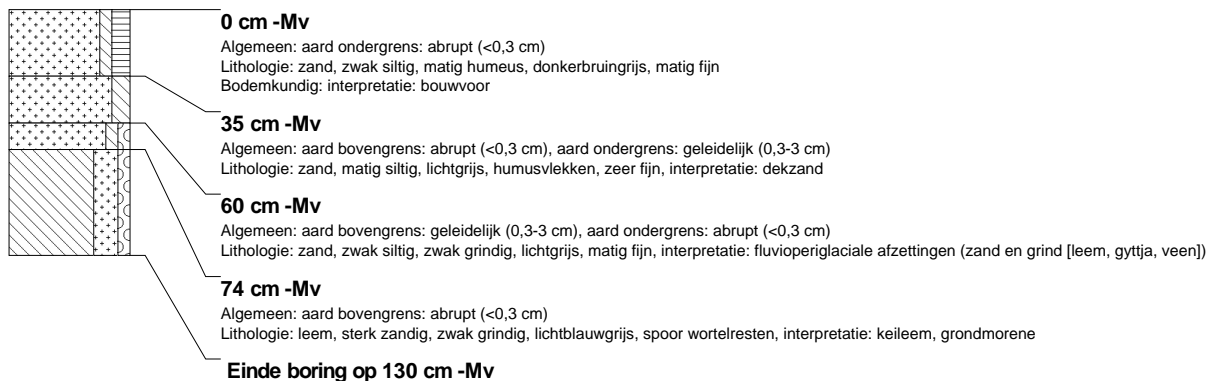 0 cm -Mv
Algemeen: aard ondergrens: abrupt (<0,3 cm)
Lithologie: zand, zwak siltig, matig humeus, donkerbruingrijs, matig fijn
Bodemkundig: interpretatie: bouwvoor
35 cm -Mv
Algemeen: aard bovengrens: abrupt (<0,3 cm), aard ondergrens: geleidelijk (0,3-3 cm)
Lithologie: zand, matig siltig, lichtgrijs, humusvlekken, zeer fijn, interpretatie: dekzand
60 cm -Mv
Algemeen: aard bovengrens: geleidelijk (0,3-3 cm), aard ondergrens: abrupt (<0,3 cm)
Lithologie: zand, zwak siltig, zwak grindig, lichtgrijs, matig fijn, interpretatie: fluvioperiglaciale afzettingen (zand en grind [leem, gyttja, veen])
74 cm -Mv
Algemeen: aard bovengrens: abrupt (<0,3 cm)
Lithologie: leem, sterk zandig, zwak grindig, lichtblauwgrijs, spoor wortelresten, interpretatie: keileem, grondmorene
Einde boring op 130 cm -Mv